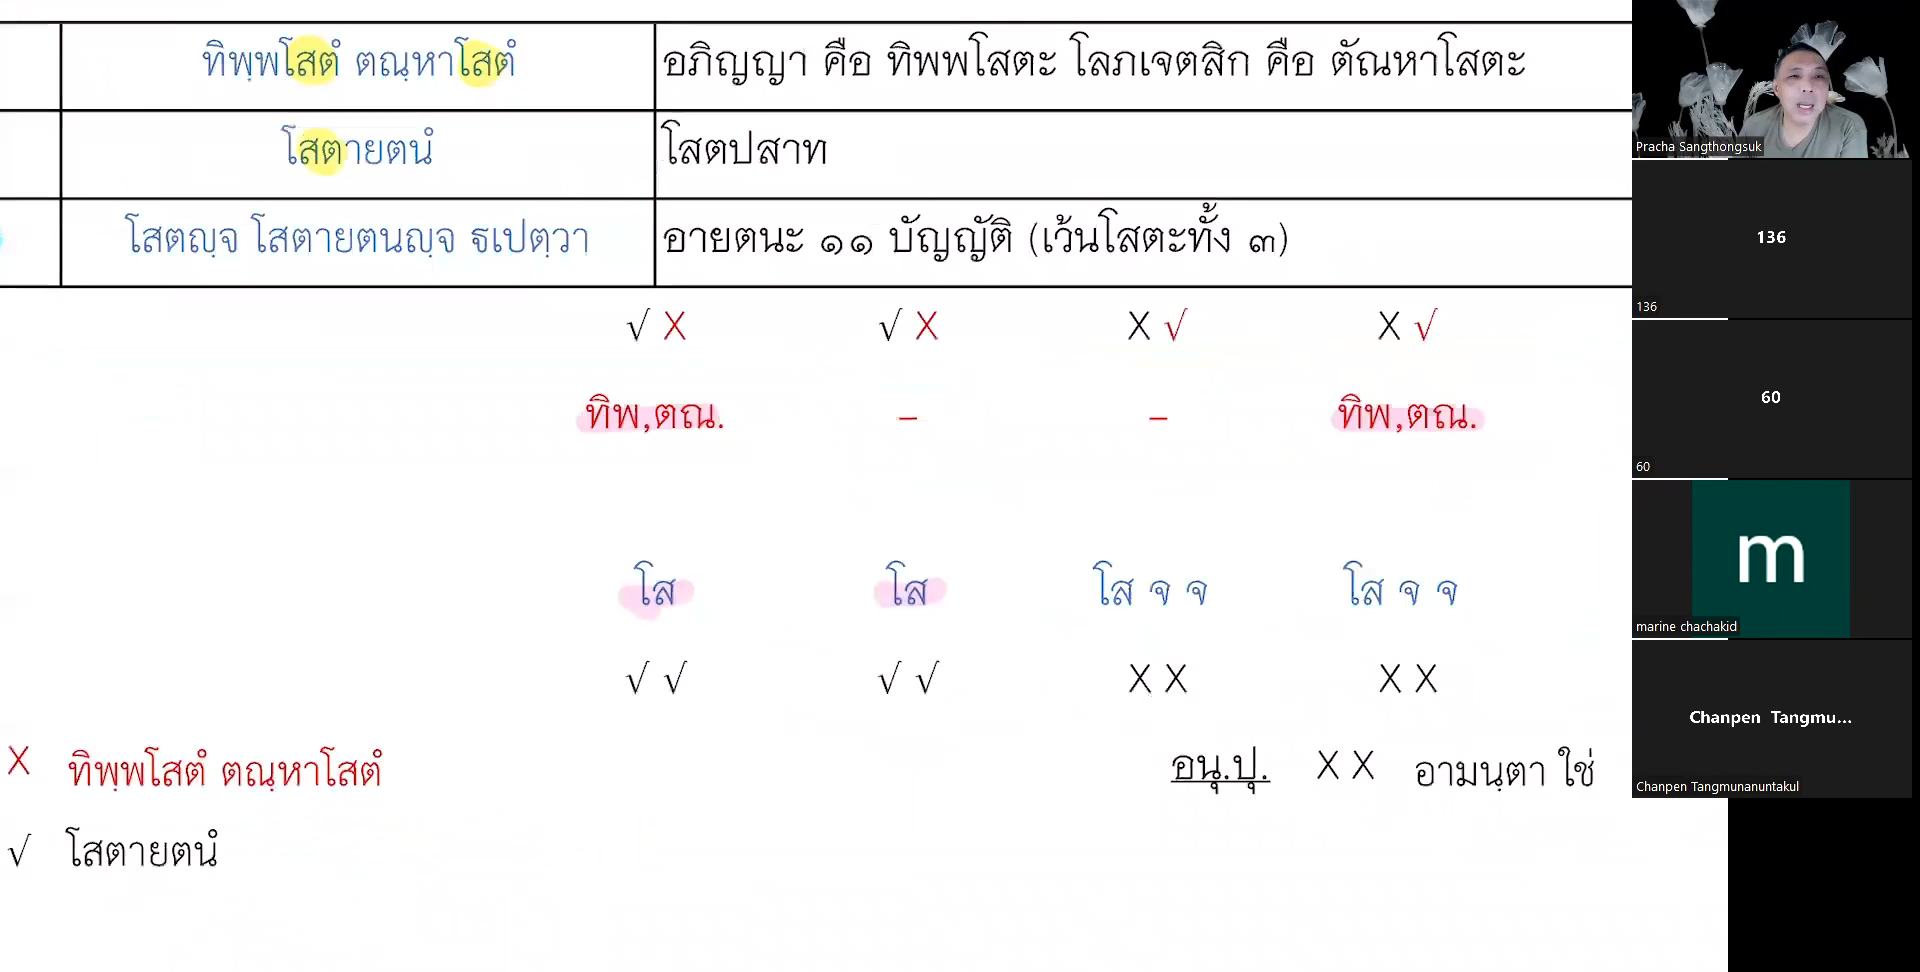 ทิพฺพโสตํ ตณฺหาโสตํ อภิญญา คือ ทิพพโสตะ โลภเจตสิก คือ ตัณหาโสตะ
โสตายตนํ โสตปสาท
โสตญฺจ โสตายตนญฺจ ธเปตฺวา อายตนะ ๑๑ บัญญัติ (เว้นโสตะทั้ง ๓)
√ X √ X X √ X √
ทิพ,ตณ. – – ทิพ,ตณ.
โส โส โส จ จ โส จ จ
√ √ √ √ X X X X
X ทิพฺพโสตํ ตณฺหาโสตํ อนุ.ปุ. X X อามนฺตา ใช่
√ โสตายตนํ
Pracha Sangthongsuk
136
136
60
60
m
marine chachakid
Chanpen Tangmu...
Chanpen Tangmunanuntakul